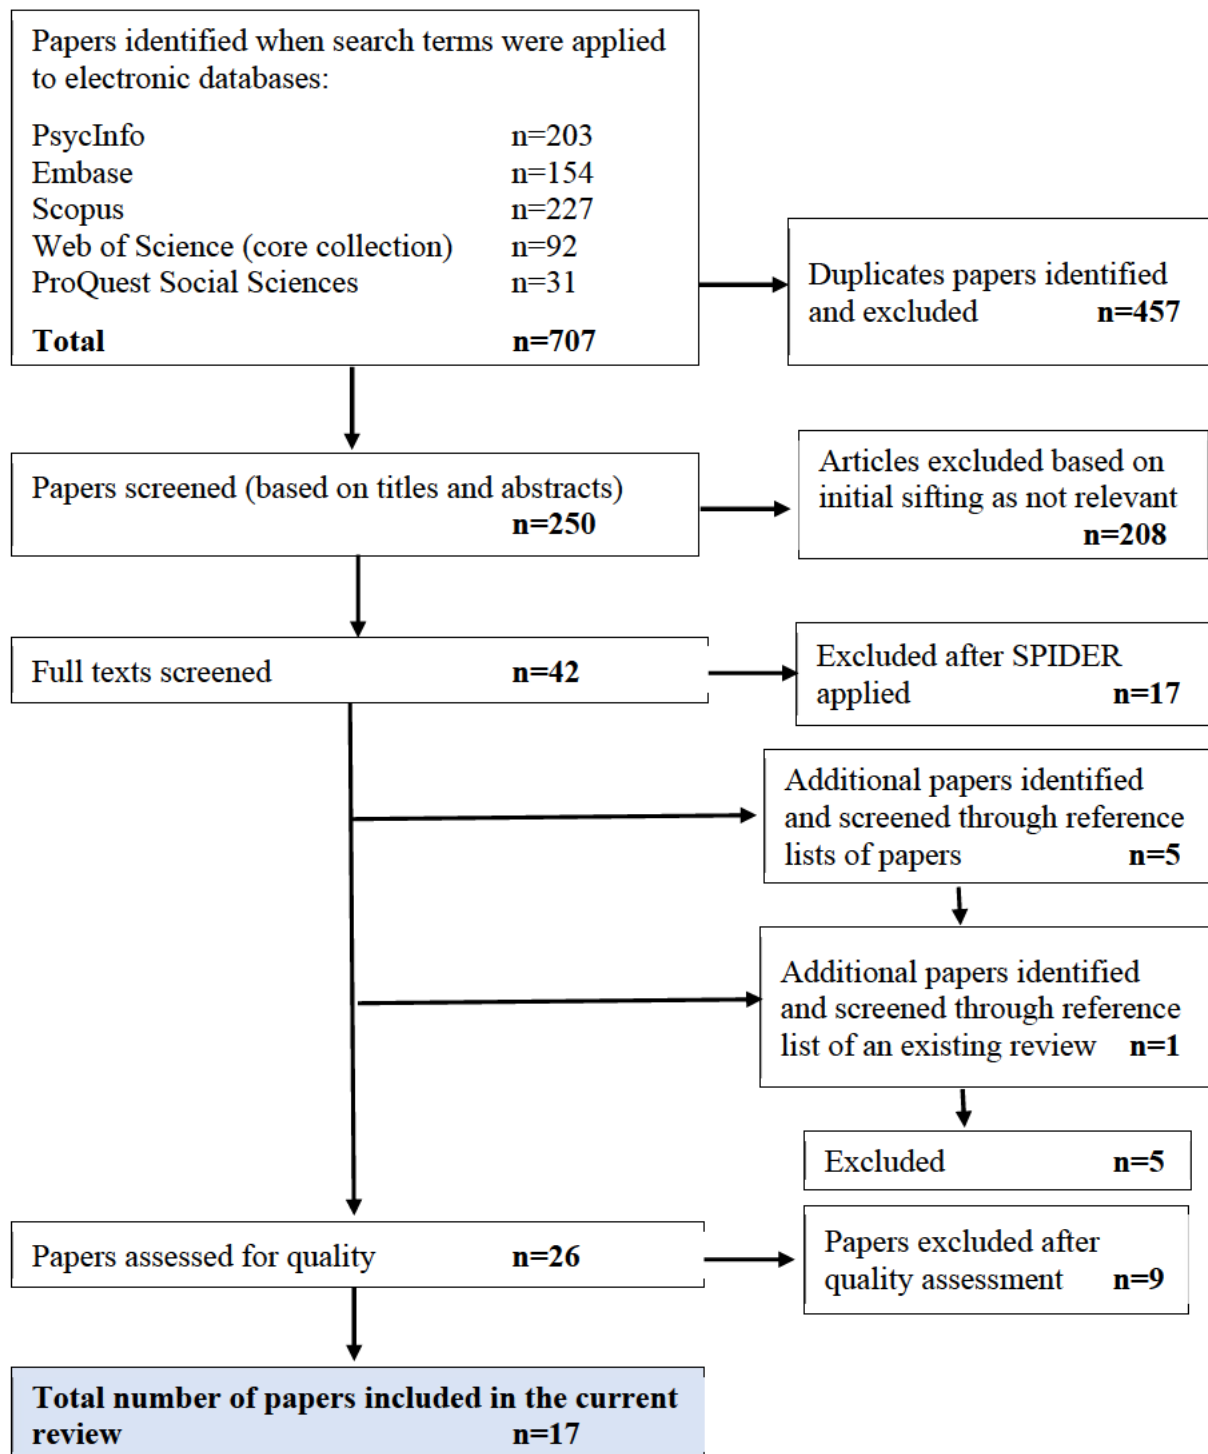 Papers identified when search terms were applied
to electronic databases:
PsycInfo n=203
Embase n=154
Scopus n=227
Web of Science (core collection) n=92
ProQuest Social Sciences n=31
Total n=707
Duplicates papers identified
and excluded n=457
Papers screened (based on titles and abstracts)
n=250
Articles excluded based on
initial sifting as not relevant
n=208
Full texts screened n=42
Excluded after SPIDER
applied n=17
Additional papers identified
and screened through reference
lists of papers n=5
Additional papers identified
and screened through reference
list of an existing review n=1
Excluded n=5
Papers assessed for quality n=26
Papers excluded after
quality assessment n=9
Total number of papers included in the current
review n=17